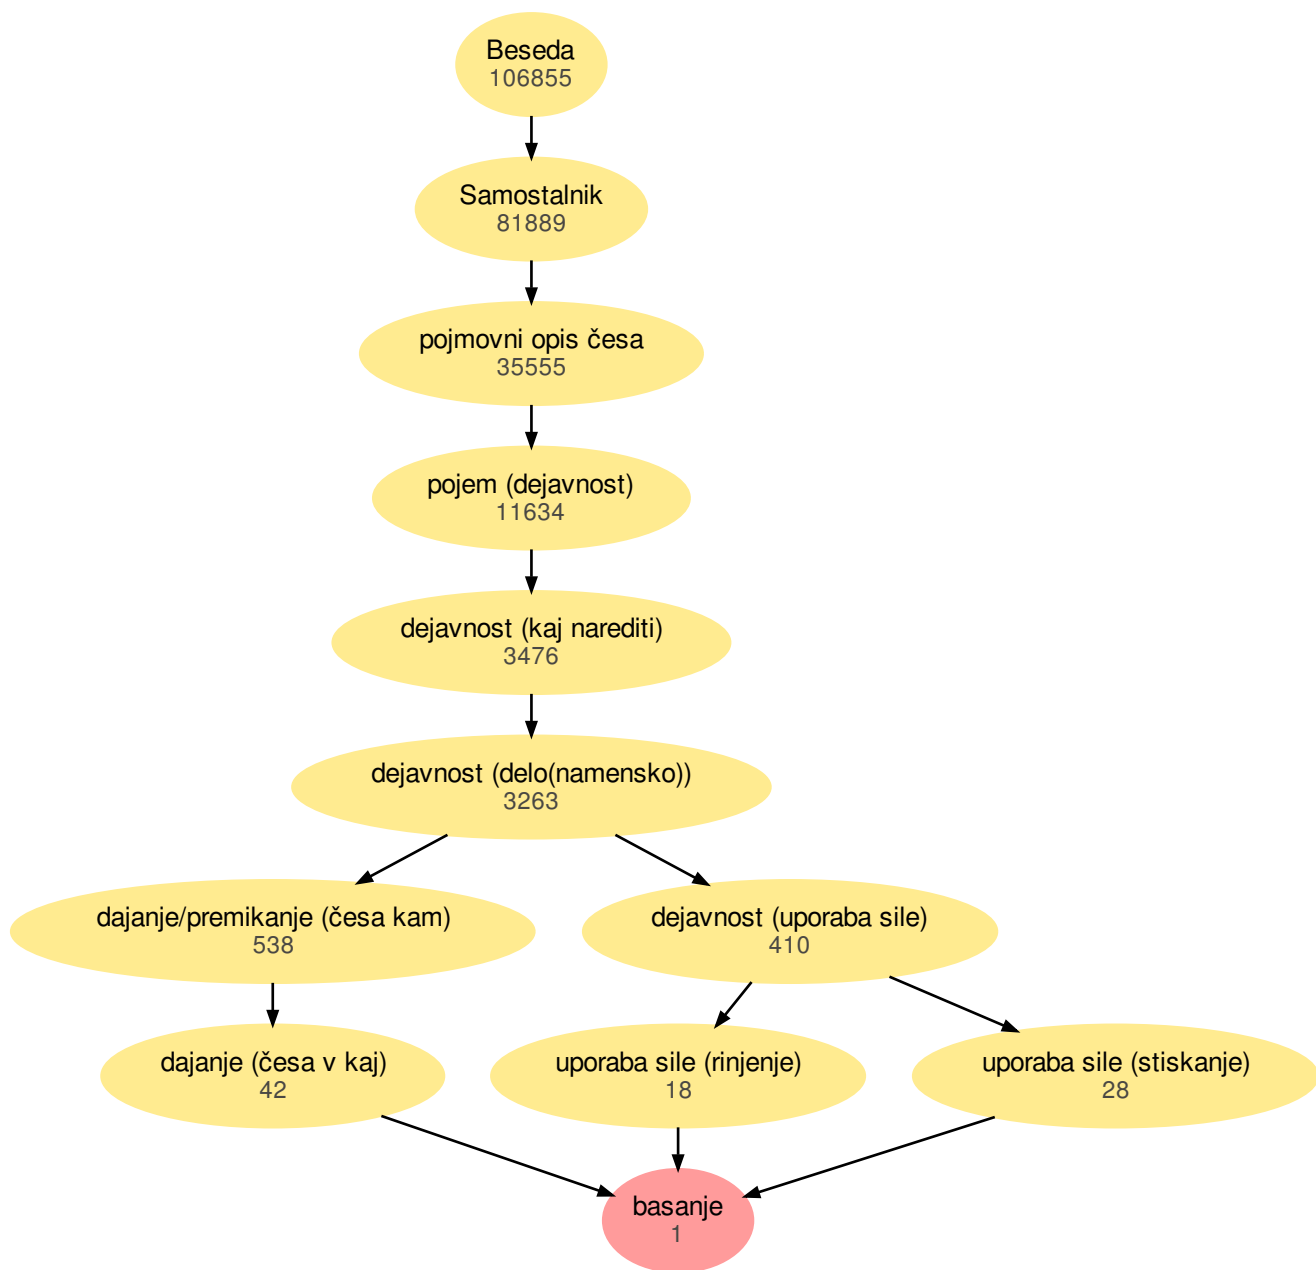 Beseda
106855
Samostalnik
81889
pojmovni opis česa
35555
pojem (dejavnost)
11634
dejavnost (kaj narediti)
3476
dejavnost (delo(namensko))
3263
dajanje/premikanje (česa kam)
538
dejavnost (uporaba sile)
410
dajanje (česa v kaj)
42
uporaba sile (rinjenje)
18
uporaba sile (stiskanje)
28
basanje
1